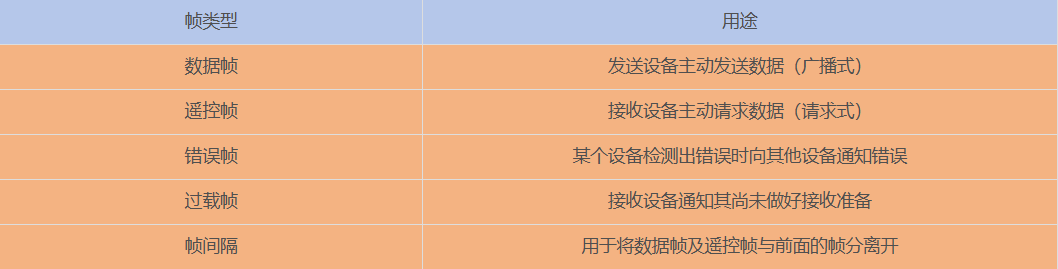 帧类型 用途
数据帧 发送设备主动发送数据（广播式）
遥控帧 接收设备主动请求数据（请求式）
错误帧 某个设备检测出错误时向其他设备通知错误
过载帧 接收设备通知其尚未做好接收准备
帧间隔 用于将数据帧及遥控帧与前面的帧分离开